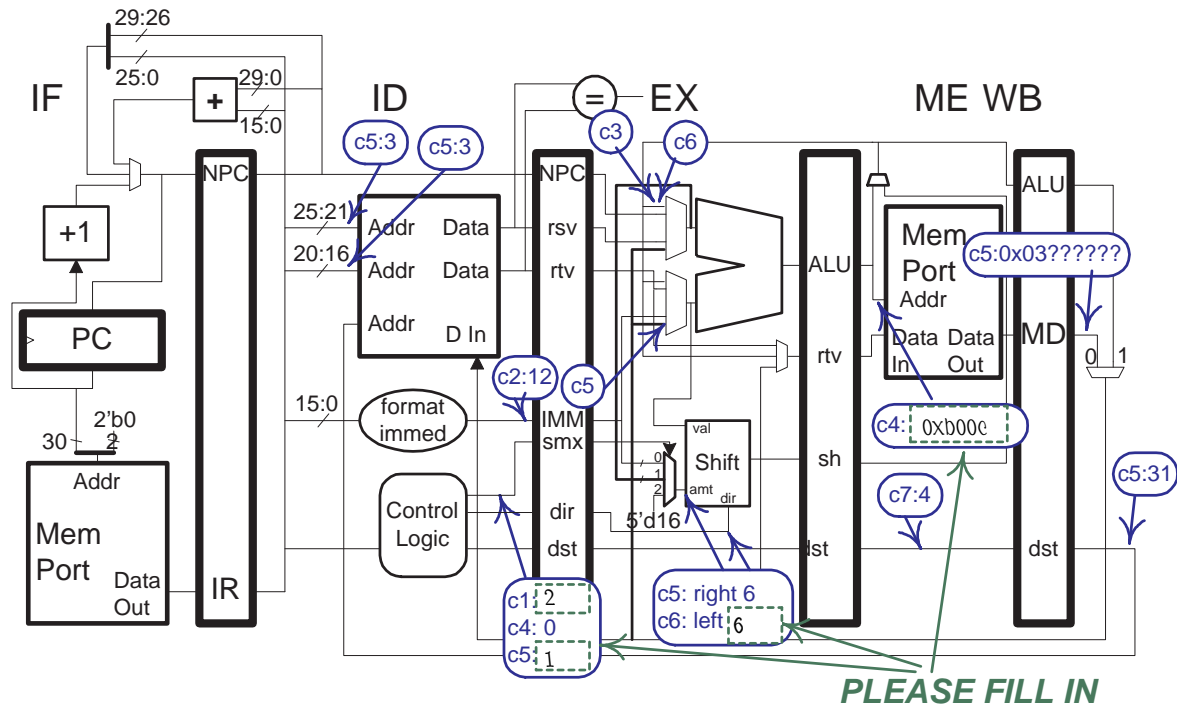 29:26
25:0
29:0
15:0
IF
ID
EX
ME WB
+
=
c5:3
c5:3
c3
c6
NPC
NPC
ALU
+1
25:21
20:16
Addr
Data
Addr
Data
Addr
D In
rsv
rtv
ALU
Mem
Port
Addr
Data
In
Data
Out
c5:0x03??????
MD
0
1
PC
rtv
c2:12
c5
15:0
format
immed
IMM
smx
c4:
0xb00c
30
2'b0
2
Addr
Mem
Port
Data
Out
IR
Control
Logic
dir
dst
0
1
2
5'd16
val
Shift
amt
dir
sh
dst
c7:4
c5:31
dst
c1: 2
c4: 0
c5: 1
c5: right 6
c6: left 6
PLEASE FILL IN